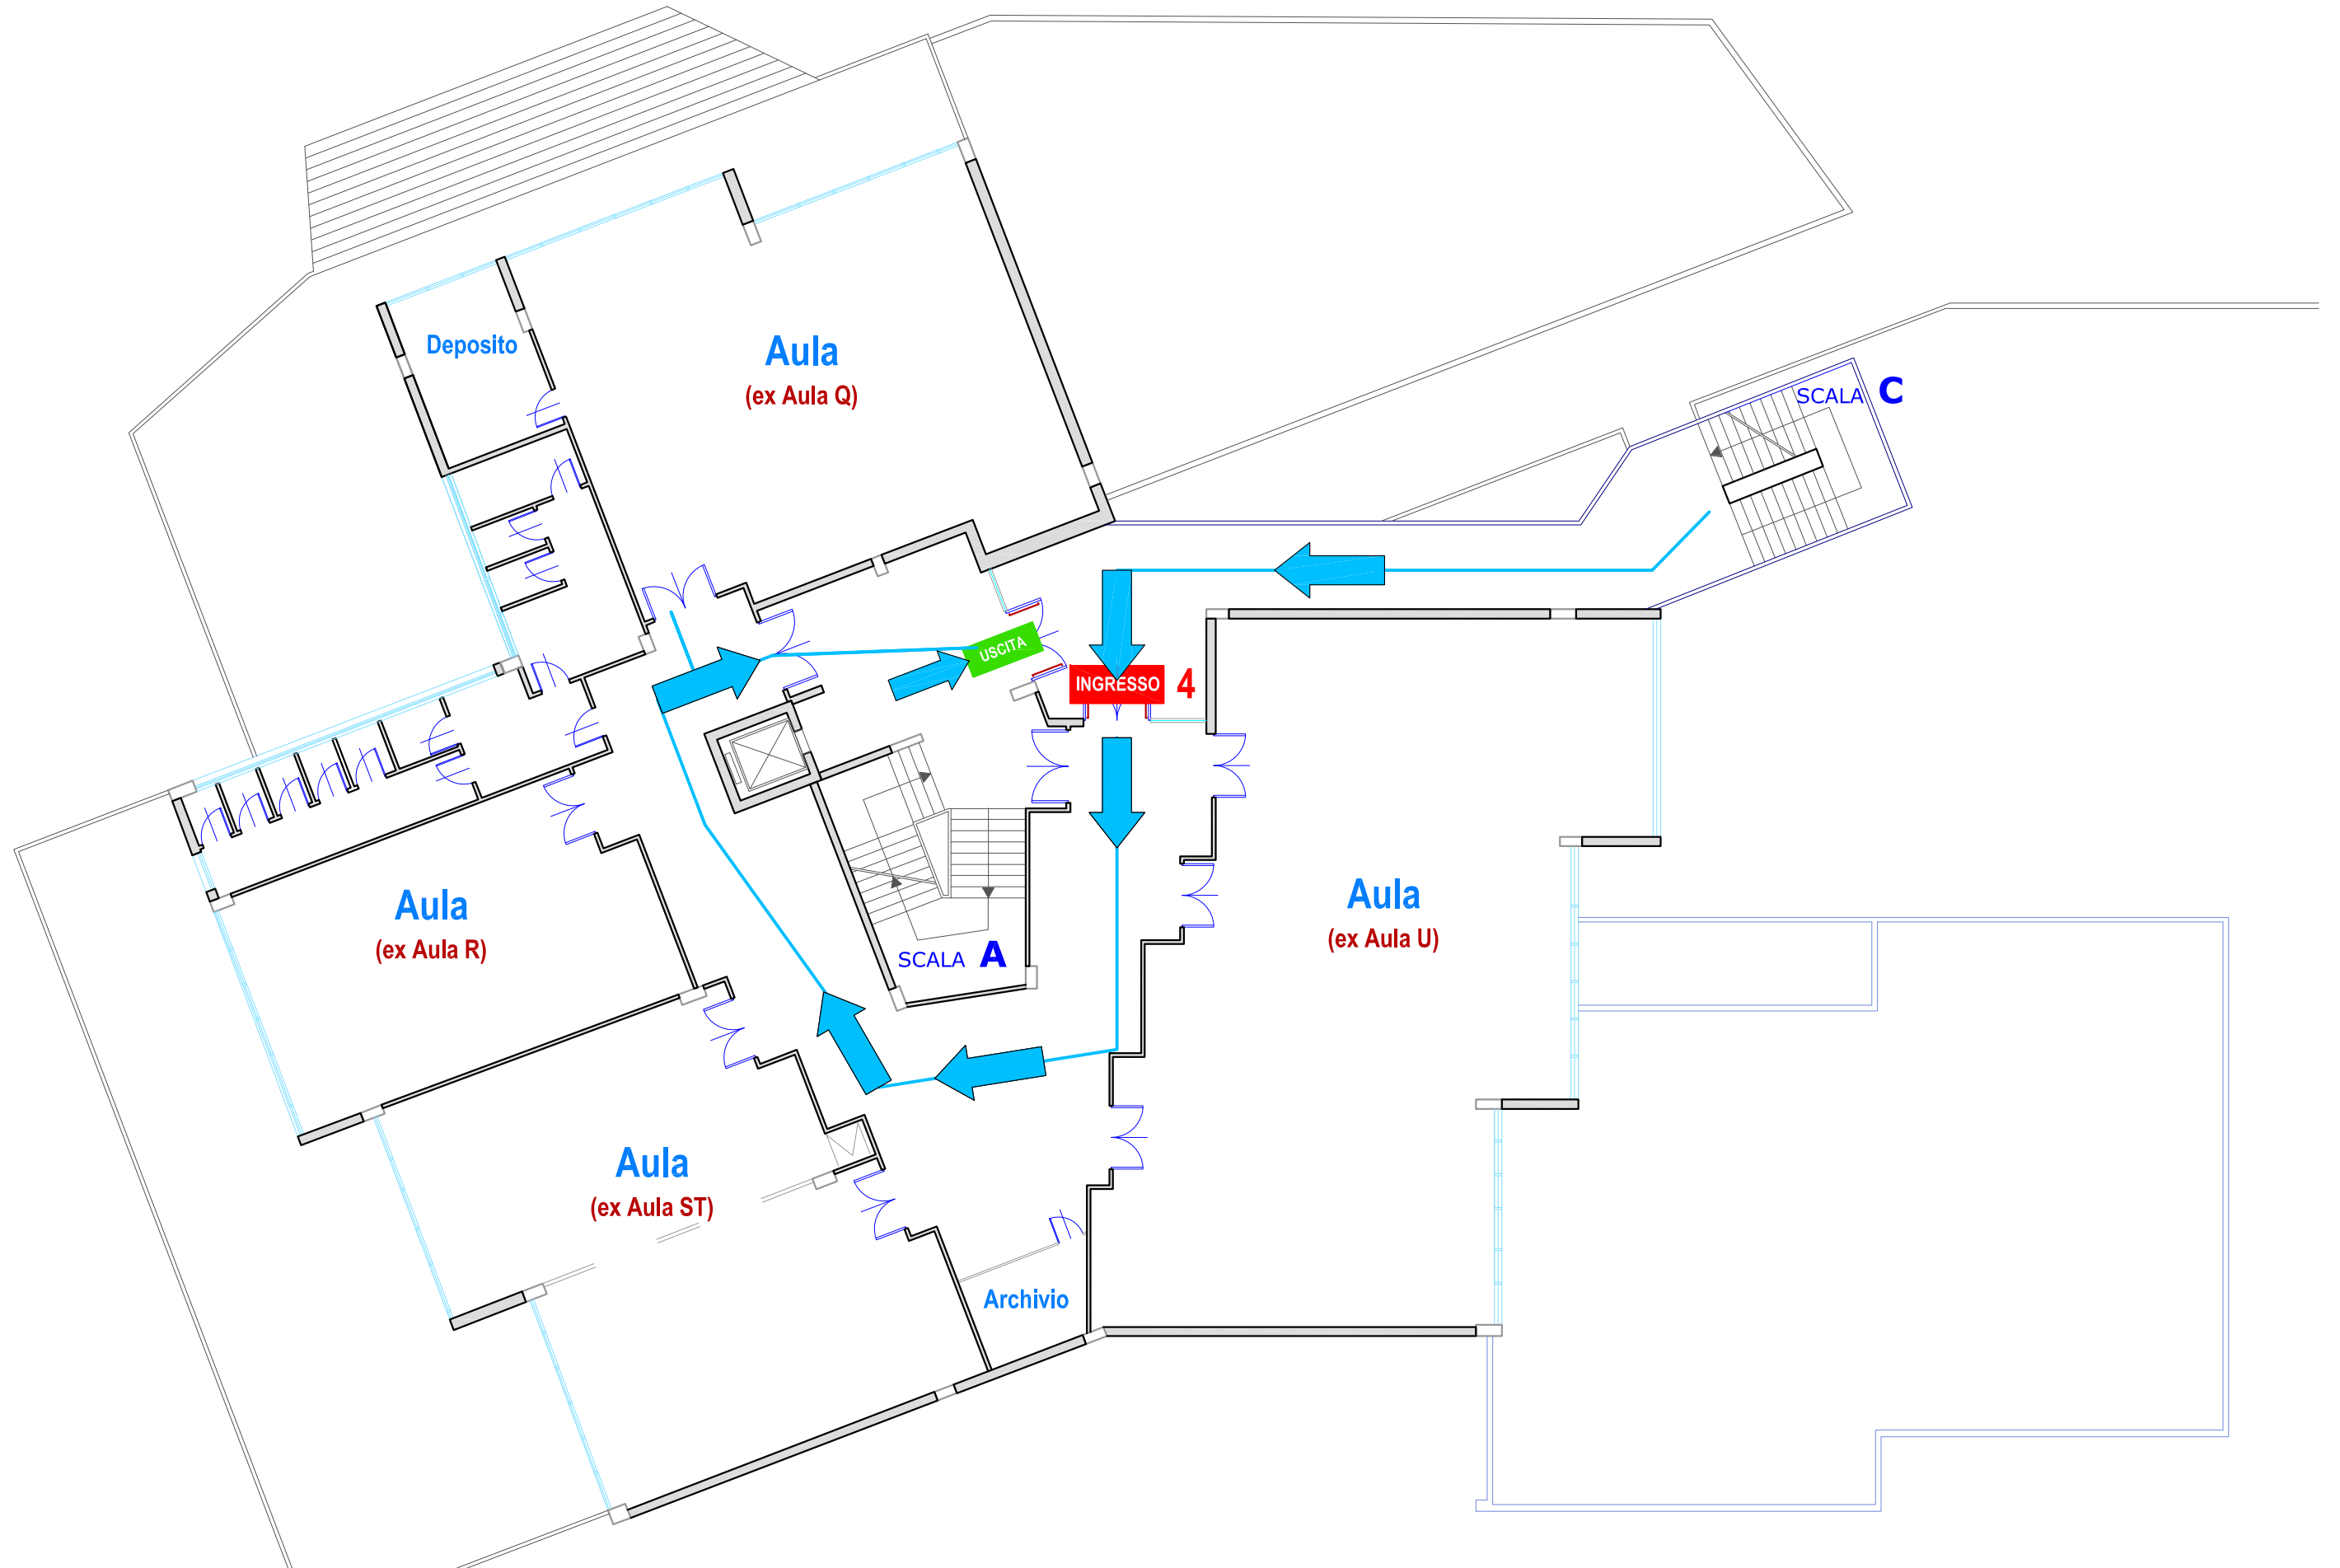 Deposito
Aula
(ex Aula Q)
SCALA C
USCITA
INGRESSO 4
Aula
(ex Aula R)
Aula
(ex Aula U)
SCALA A
Aula
(ex Aula ST)
Archivio